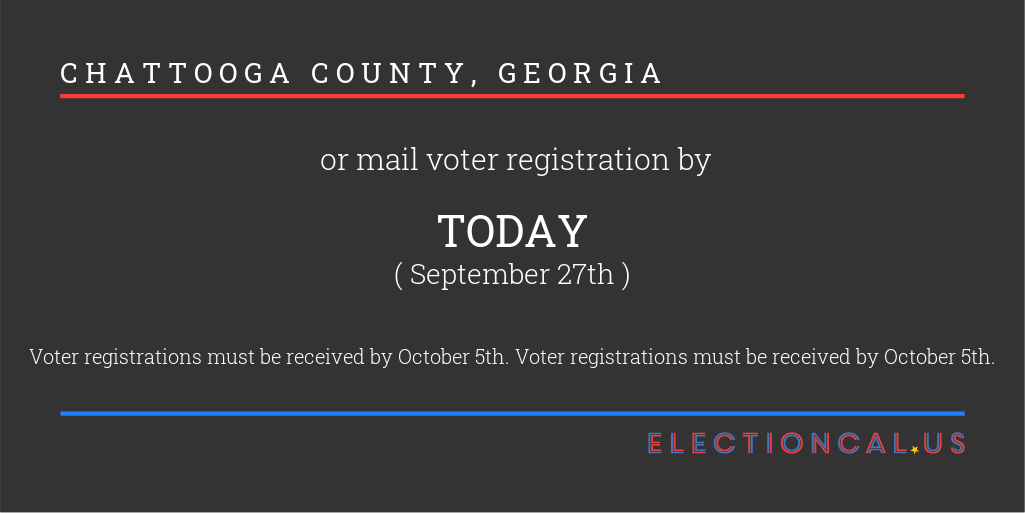 CHATTOOGA COUNTY, GEORGIA
or mail voter registration by
TODAY
( September 27th )
Voter registrations must be received by October 5th. Voter registrations must be received by October 5th.
ELECTIONCAL.US